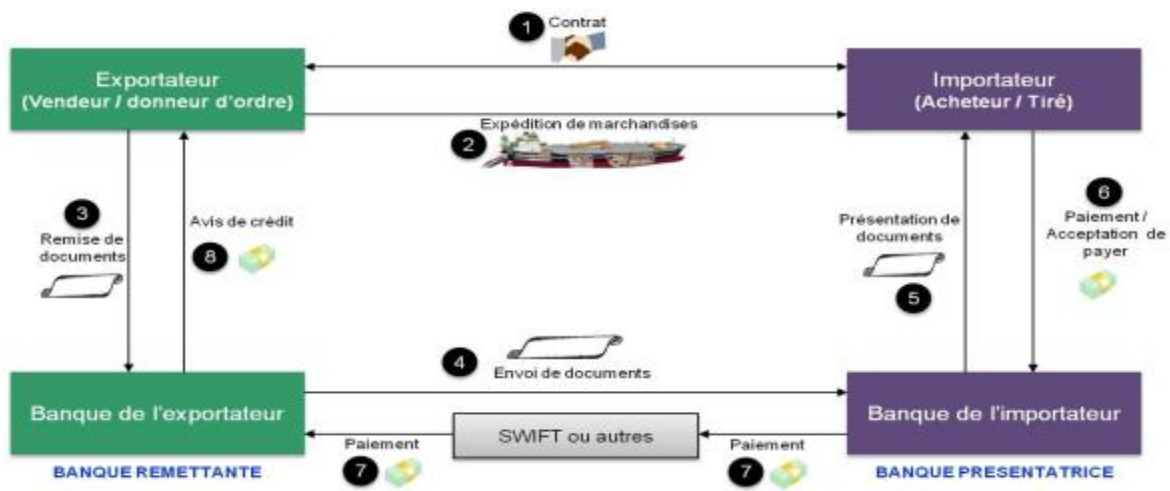 1 Contrat
Exportateur
(Vendeur / donneur d'ordre)
Importateur
(Acheteur / Tiré)
Expédition de marchandises
2
3
Remise de
documents
Avis de crédit
8
Présentation de
documents
5
6
Paiement /
Acceptation de
payer
4
Envoi de documents
Banque de l'exportateur
Banque de l'importateur
SWIFT ou autres
Paiement
7
Paiement
7
BANQUE REMETTANTE
BANQUE PRESENTATRICE